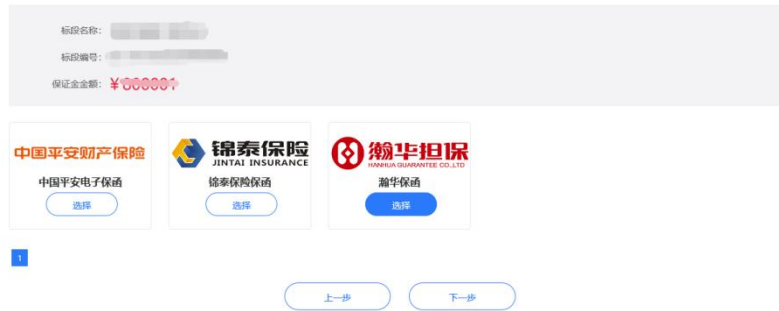 标段名称:
标段编号:
保证金金额: ¥
中国平安财产保险
锦泰保险
JINTAI INSURANCE
瀚华担保
HANHUA GUARANTEE CO.,LTD
中国平安电子保函
锦泰保险保函
瀚华保函
选择
选择
选择
1
上一步
下一步